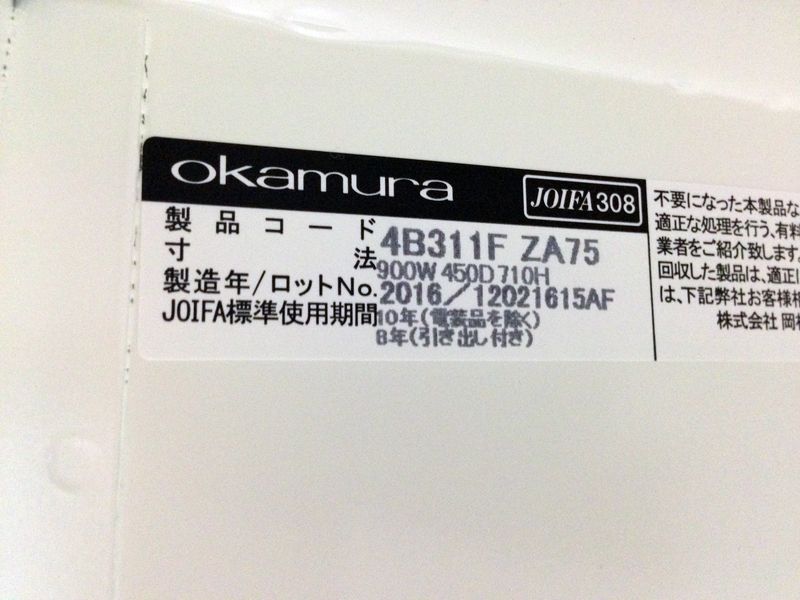 okamura
JOIFA308
製品コード 4B311F ZA75
寸法 900W 450D 710H
製造年/ロットNo. 2016/12021615AF
JOIFA標準使用期間 10年(電装品を除く)
8年(引き出し付き)
不要になった本製品な
適正な処理を行う、有料
業者をご紹介致します。
回収した製品は、適正に
は、下記弊社お客様相
株式会社 岡村